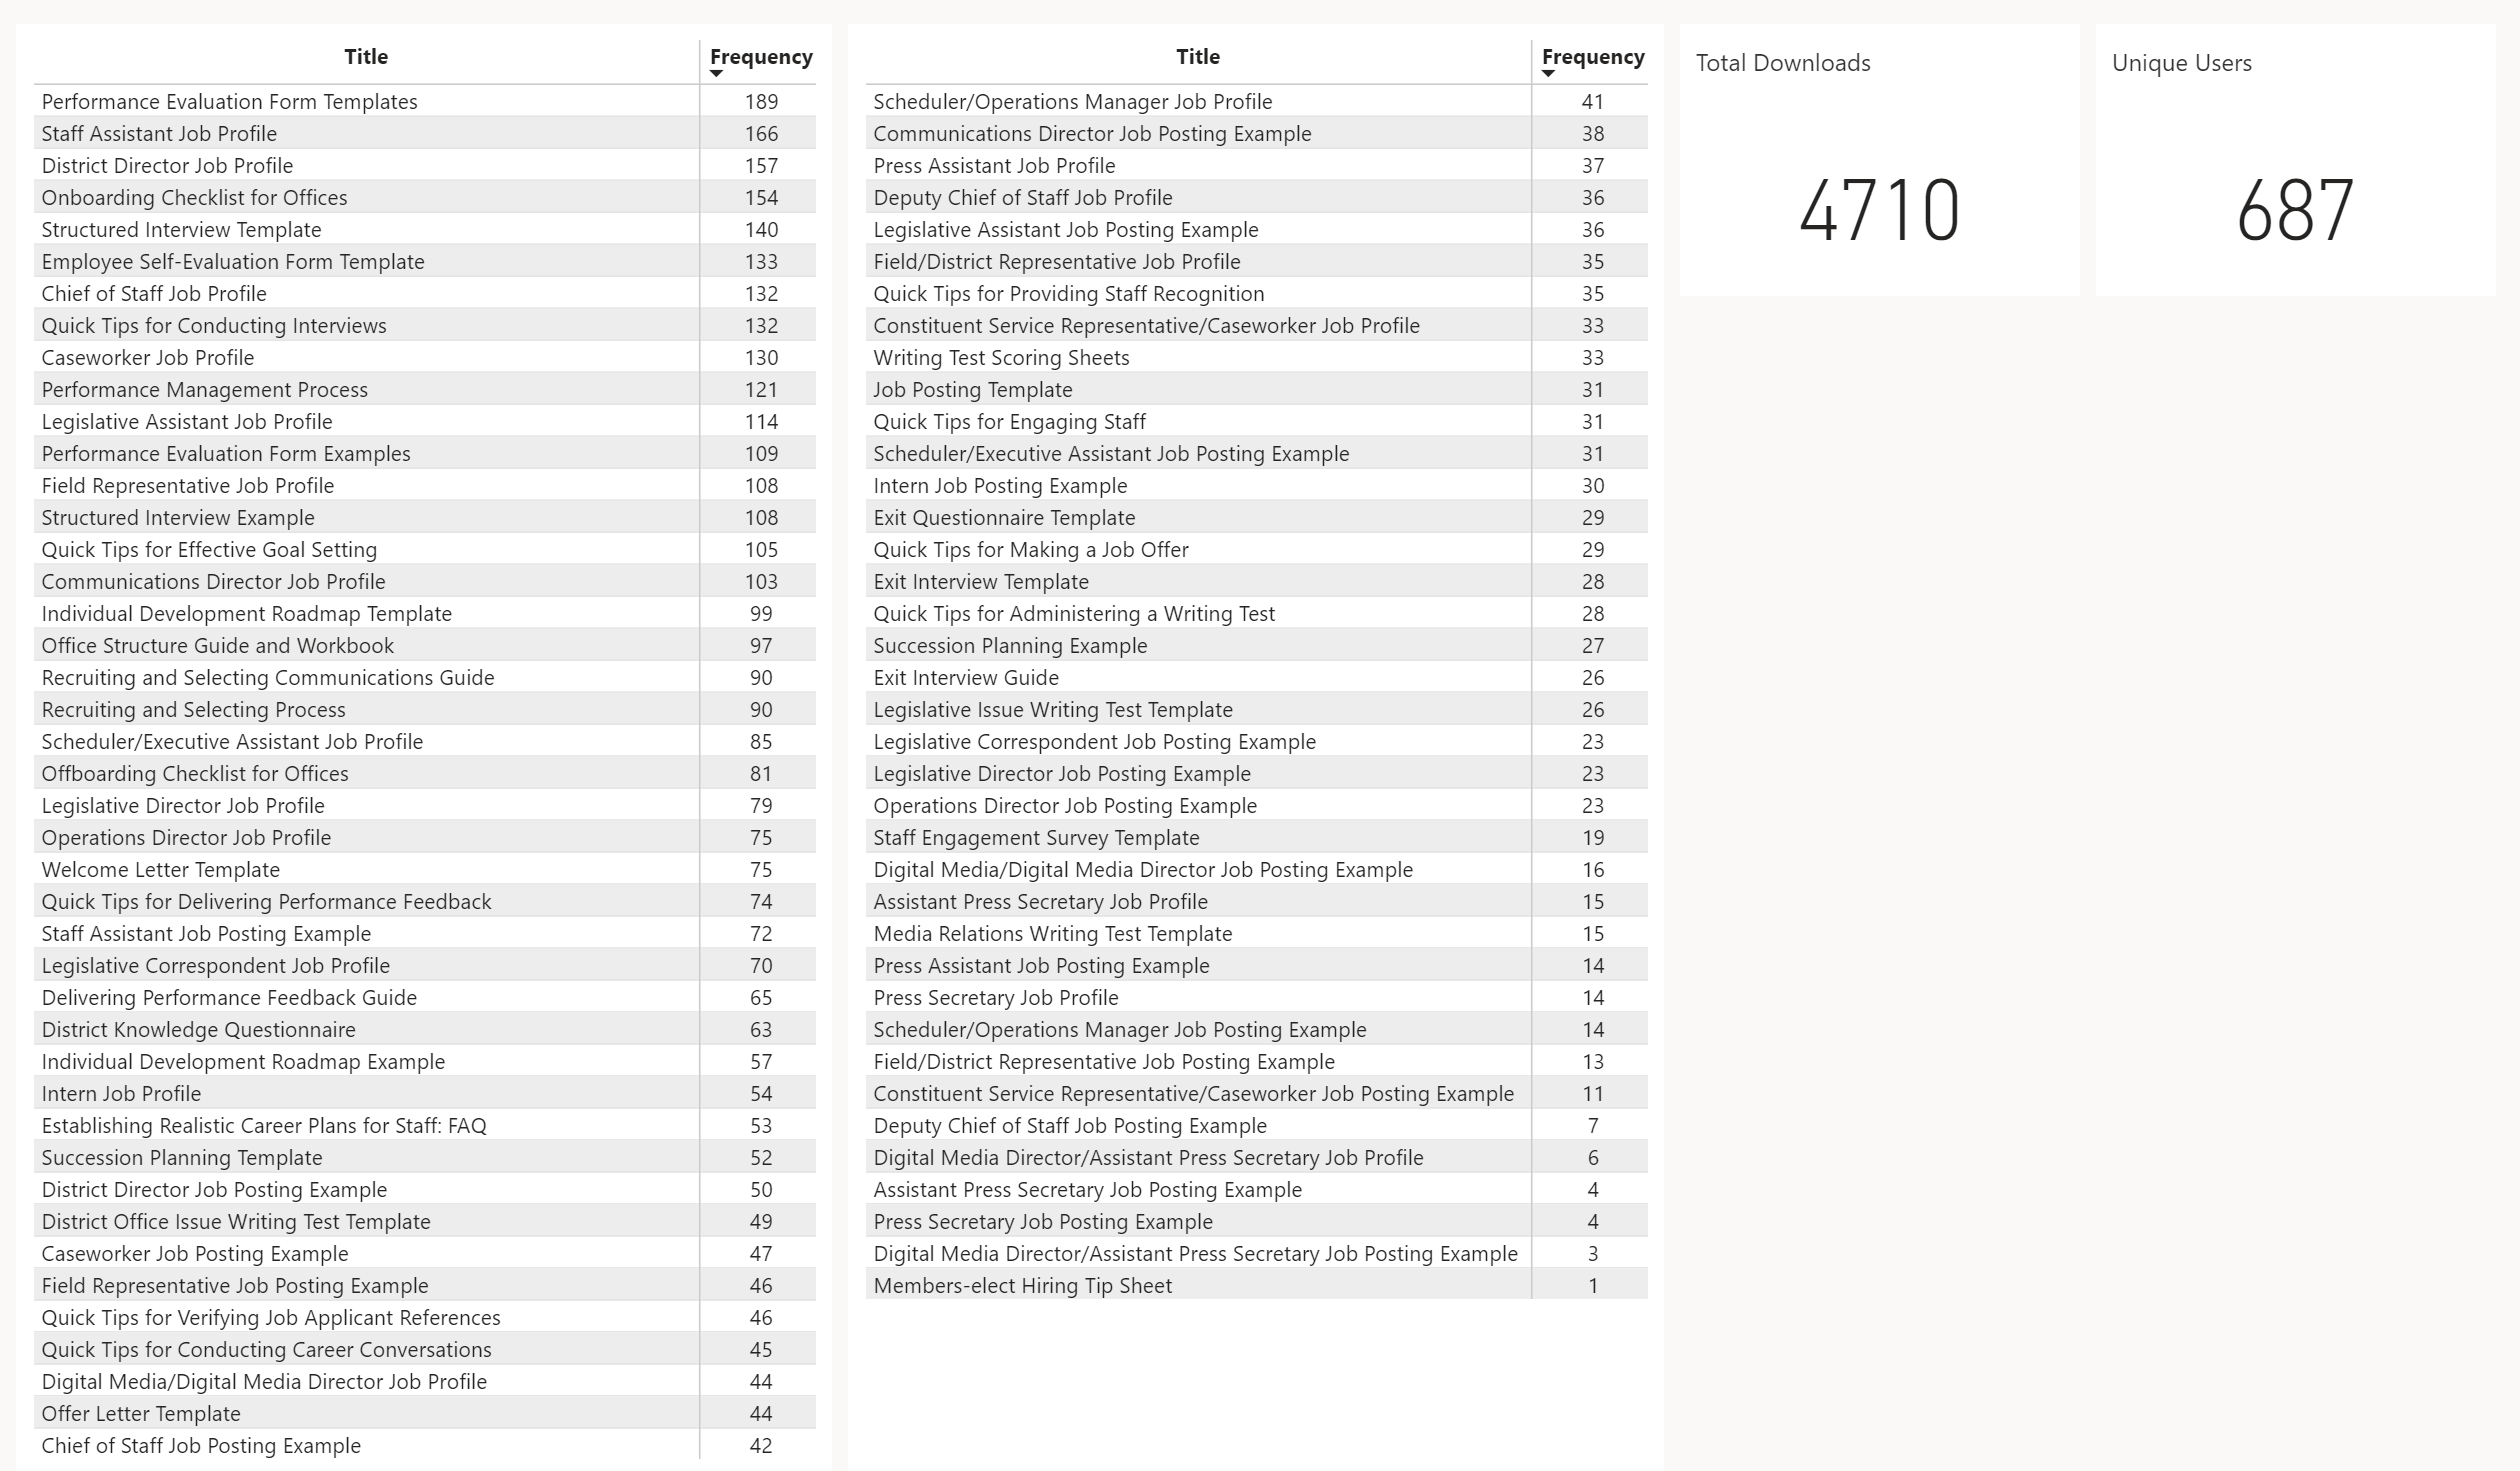 Title Frequency
Performance Evaluation Form Templates 189
Staff Assistant Job Profile 166
District Director Job Profile 157
Onboarding Checklist for Offices 154
Structured Interview Template 140
Employee Self-Evaluation Form Template 133
Chief of Staff Job Profile 132
Quick Tips for Conducting Interviews 132
Caseworker Job Profile 130
Performance Management Process 121
Legislative Assistant Job Profile 114
Performance Evaluation Form Examples 109
Field Representative Job Profile 108
Structured Interview Example 108
Quick Tips for Effective Goal Setting 105
Communications Director Job Profile 103
Individual Development Roadmap Template 99
Office Structure Guide and Workbook 97
Recruiting and Selecting Communications Guide 90
Recruiting and Selecting Process 90
Scheduler/Executive Assistant Job Profile 85
Offboarding Checklist for Offices 81
Legislative Director Job Profile 79
Operations Director Job Profile 75
Welcome Letter Template 75
Quick Tips for Delivering Performance Feedback 74
Staff Assistant Job Posting Example 72
Legislative Correspondent Job Profile 70
Delivering Performance Feedback Guide 65
District Knowledge Questionnaire 63
Individual Development Roadmap Example 57
Intern Job Profile 54
Establishing Realistic Career Plans for Staff: FAQ 53
Succession Planning Template 52
District Director Job Posting Example 50
District Office Issue Writing Test Template 49
Caseworker Job Posting Example 47
Field Representative Job Posting Example 46
Quick Tips for Verifying Job Applicant References 46
Quick Tips for Conducting Career Conversations 45
Digital Media/Digital Media Director Job Profile 44
Offer Letter Template 44
Chief of Staff Job Posting Example 42
Title Frequency
Scheduler/Operations Manager Job Profile 41
Communications Director Job Posting Example 38
Press Assistant Job Profile 37
Deputy Chief of Staff Job Profile 36
Legislative Assistant Job Posting Example 36
Field/District Representative Job Profile 35
Quick Tips for Providing Staff Recognition 35
Constituent Service Representative/Caseworker Job Profile 33
Writing Test Scoring Sheets 33
Job Posting Template 31
Quick Tips for Engaging Staff 31
Scheduler/Executive Assistant Job Posting Example 31
Intern Job Posting Example 30
Exit Questionnaire Template 29
Quick Tips for Making a Job Offer 29
Exit Interview Template 28
Quick Tips for Administering a Writing Test 28
Succession Planning Example 27
Exit Interview Guide 26
Legislative Issue Writing Test Template 26
Legislative Correspondent Job Posting Example 23
Legislative Director Job Posting Example 23
Operations Director Job Posting Example 23
Staff Engagement Survey Template 19
Digital Media/Digital Media Director Job Posting Example 16
Assistant Press Secretary Job Profile 15
Media Relations Writing Test Template 15
Press Assistant Job Posting Example 14
Press Secretary Job Profile 14
Scheduler/Operations Manager Job Posting Example 14
Field/District Representative Job Posting Example 13
Constituent Service Representative/Caseworker Job Posting Example 11
Deputy Chief of Staff Job Posting Example 7
Digital Media Director/Assistant Press Secretary Job Profile 6
Assistant Press Secretary Job Posting Example 4
Press Secretary Job Posting Example 4
Digital Media Director/Assistant Press Secretary Job Posting Example 3
Members-elect Hiring Tip Sheet 1
Total Downloads
4710
Unique Users
687